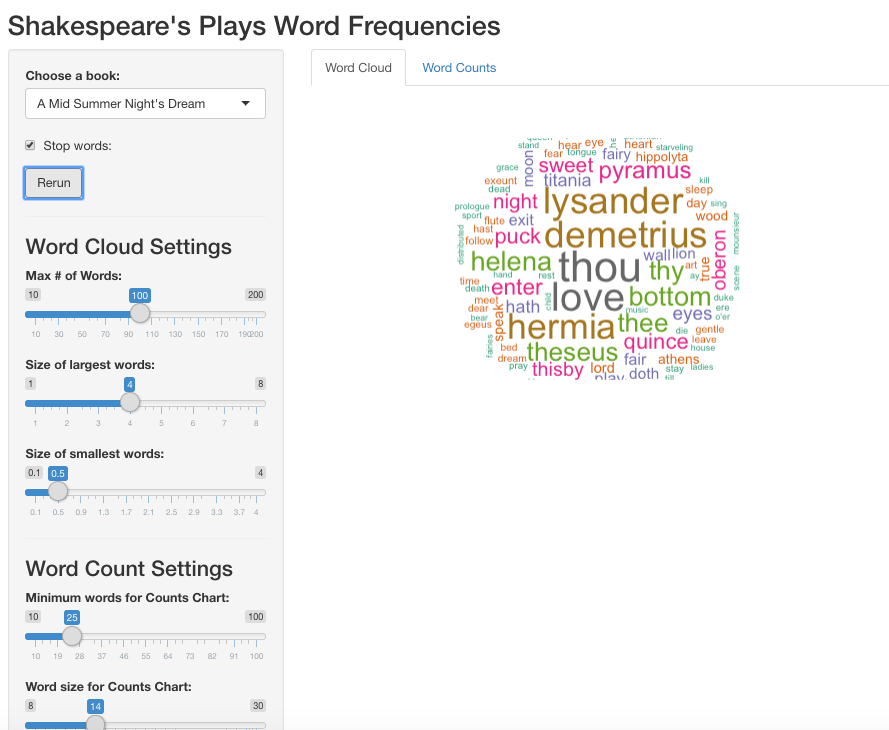 Shakespeare's Plays Word Frequencies
Choose a book:
A Mid Summer Night's Dream
Stop words:
Rerun
Word Cloud Settings
Max # of Words:
10 100 200
10 30 50 70 90 110 130 150 170 190 200
Size of largest words:
1 4 8
1 2 3 4 5 6 7 8
Size of smallest words:
0.1 0.5 4
0.1 0.5 0.9 1.3 1.7 2.1 2.5 2.9 3.3 3.7 4
Word Count Settings
Minimum words for Counts Chart:
10 25 100
10 19 28 37 46 55 64 73 82 91 100
Word size for Counts Chart:
8 14 30
Word Cloud Word Counts
stand hear eye he heart starveling
moon fear tongue fairy hippolyta
grace sweet pyramus
exeunt titania kill
dead lysander sleep
prologue night day sing
sport flute exit wood
hast puck demetrius mounsieur
distributed follow wall lion oberon
helena thou thy art true scene
hand rest ay
time enter love bottom
death child duke
meet hath music eyes ere
dear speak o'er
bear hermia thee die gentle
egeus quince leave
fairies bed theseus house
dream fair athens
pray thisby lord stay ladies
play doth till